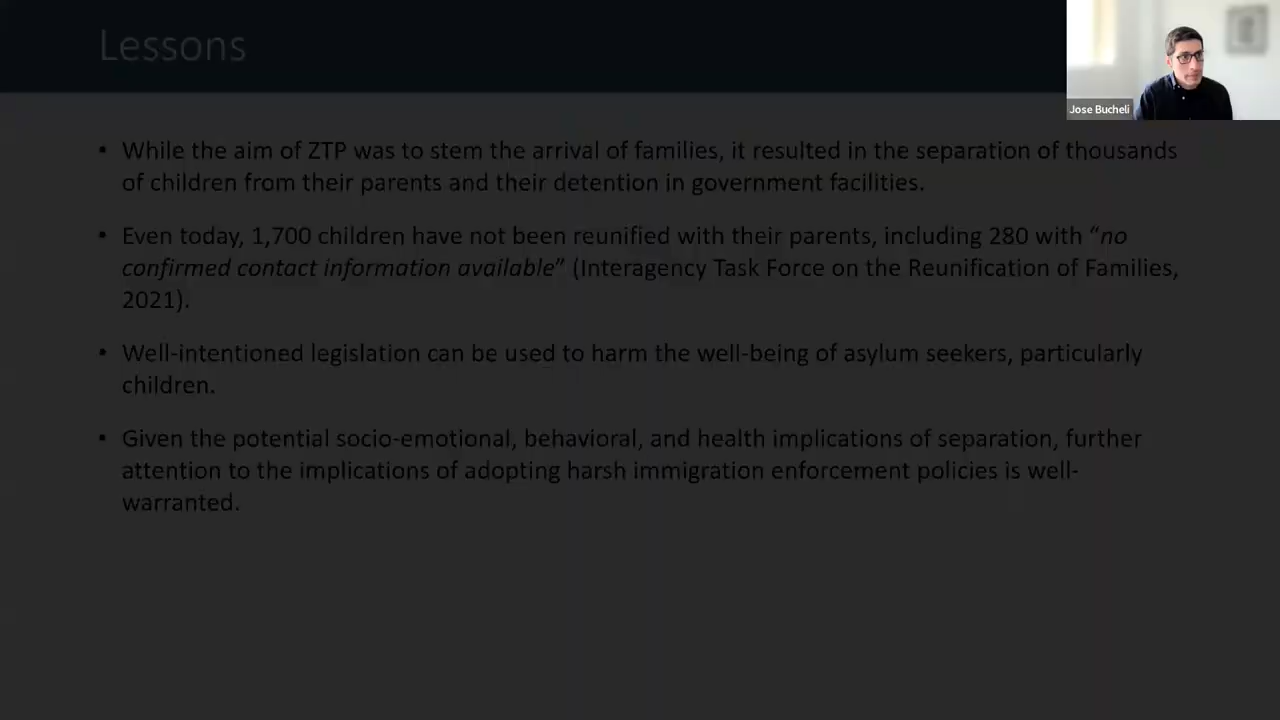 Lessons
Jose Bucheli
• While the aim of ZTP was to stem the arrival of families, it resulted in the separation of thousands
of children from their parents and their detention in government facilities.
• Even today, 1,700 children have not been reunified with their parents, including 280 with “no
confirmed contact information available” (Interagency Task Force on the Reunification of Families,
2021).
• Well-intentioned legislation can be used to harm the well-being of asylum seekers, particularly
children.
• Given the potential socio-emotional, behavioral, and health implications of separation, further
attention to the implications of adopting harsh immigration enforcement policies is well-
warranted.